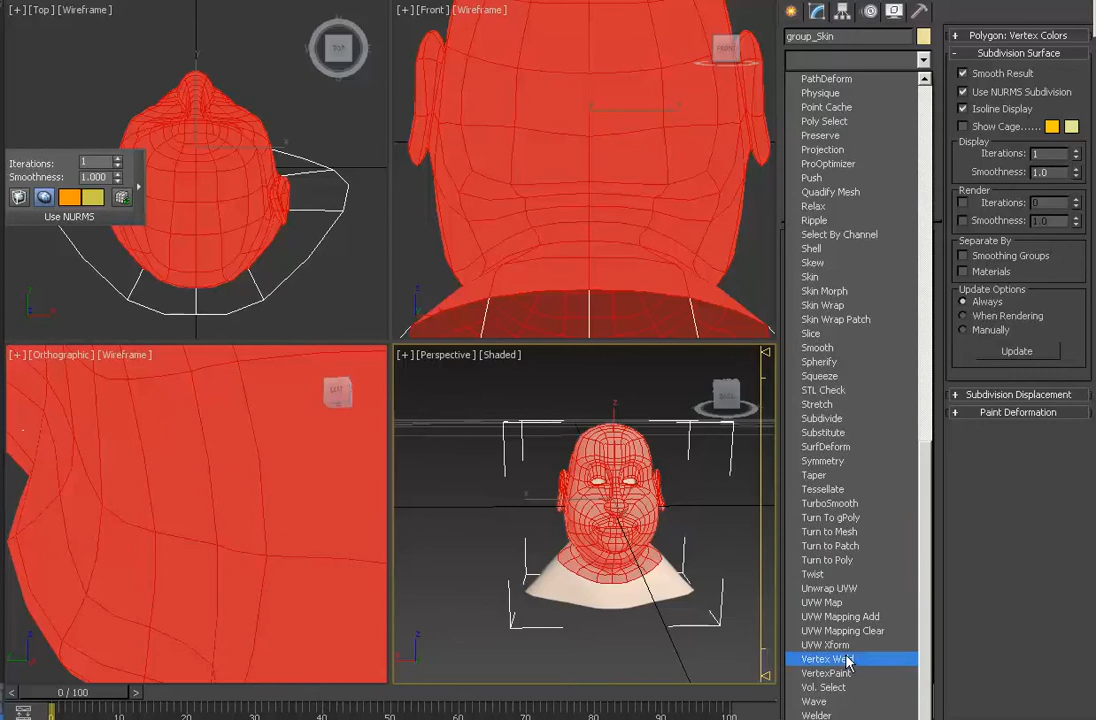 [+] [Top] [Wireframe]
TOP
Iterations: 1
Smoothness: 1.000
Use NURMS
[+] [Front] [Wireframe]
FRONT
[+] [Orthographic] [Wireframe]
LEFT
[+] [Perspective] [Shaded]
z
group_Skin
PathDeform
Physique
Point Cache
Poly Select
Preserve
Projection
ProOptimizer
Push
Quadify Mesh
Relax
Ripple
Select By Channel
Shell
Skew
Skin
Skin Morph
Skin Wrap
Skin Wrap Patch
Slice
Smooth
Spherify
Squeeze
STL Check
Stretch
Subdivide
Substitute
SurfDeform
Symmetry
Taper
Tessellate
TurboSmooth
Turn To gPoly
Turn to Mesh
Turn to Patch
Turn to Poly
Twist
Unwrap UVW
UVW Map
UVW Mapping Add
UVW Mapping Clear
UVW Xform
Vertex Weld
VertexPaint
Vol. Select
Wave
Welder
+ Polygon: Vertex Colors
- Subdivision Surface
Smooth Result
Use NURMS Subdivision
Isoline Display
Show Cage......
Display
Iterations: 1
Smoothness: 1.0
Render
Iterations: 0
Smoothness: 1.0
Separate By
Smoothing Groups
Materials
Update Options
Always
When Rendering
Manually
Update
+ Subdivision Displacement
+ Paint Deformation
< 0 / 100 >
0 10 20 30 40 50 60 70 80 90 100